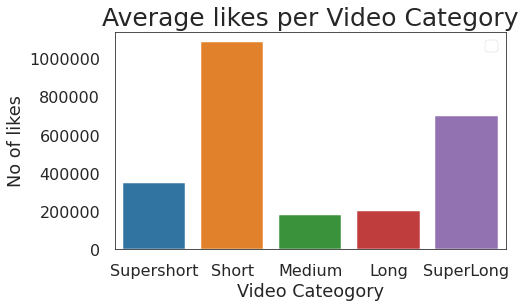 Average likes per Video Category
No of likes
1000000
800000
600000
400000
200000
0
Supershort Short Medium Long SuperLong
Video Cateogory